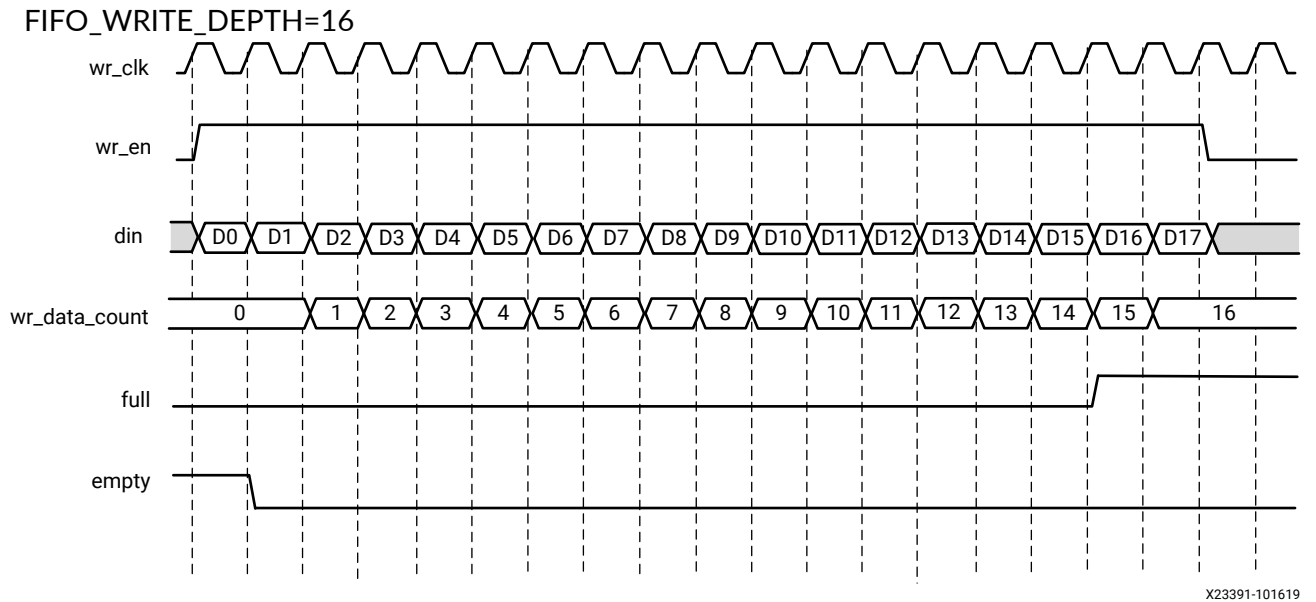 FIFO_WRITE_DEPTH=16
wr_clk
wr_en
din D0 D1 D2 D3 D4 D5 D6 D7 D8 D9 D10 D11 D12 D13 D14 D15 D16 D17
wr_data_count 0 1 2 3 4 5 6 7 8 9 10 11 12 13 14 15 16
full
empty
X23391-101619